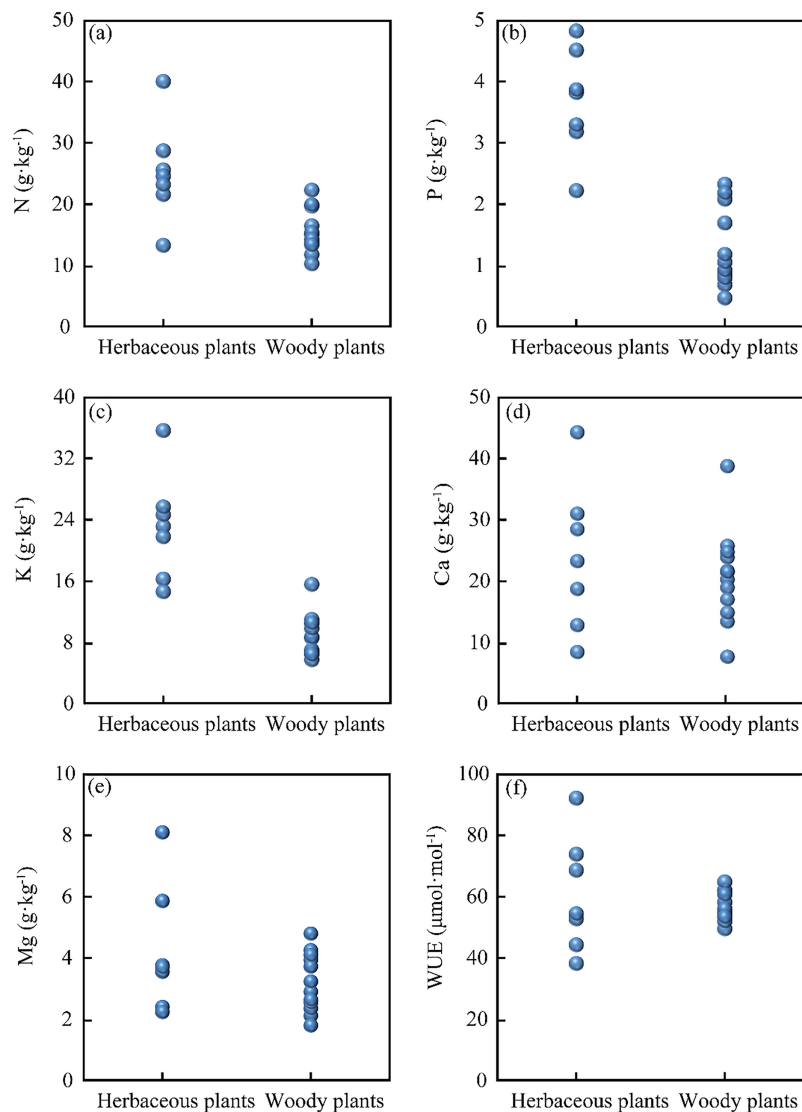 (a)
N (g·kg⁻¹)
50
40
30
20
10
0
Herbaceous plants Woody plants
(b)
P (g·kg⁻¹)
5
4
3
2
1
0
Herbaceous plants Woody plants
(c)
K (g·kg⁻¹)
40
32
24
16
8
0
Herbaceous plants Woody plants
(d)
Ca (g·kg⁻¹)
50
40
30
20
10
0
Herbaceous plants Woody plants
(e)
Mg (g·kg⁻¹)
10
8
6
4
2
0
Herbaceous plants Woody plants
(f)
WUE (μmol·mol⁻¹)
100
80
60
40
20
0
Herbaceous plants Woody plants